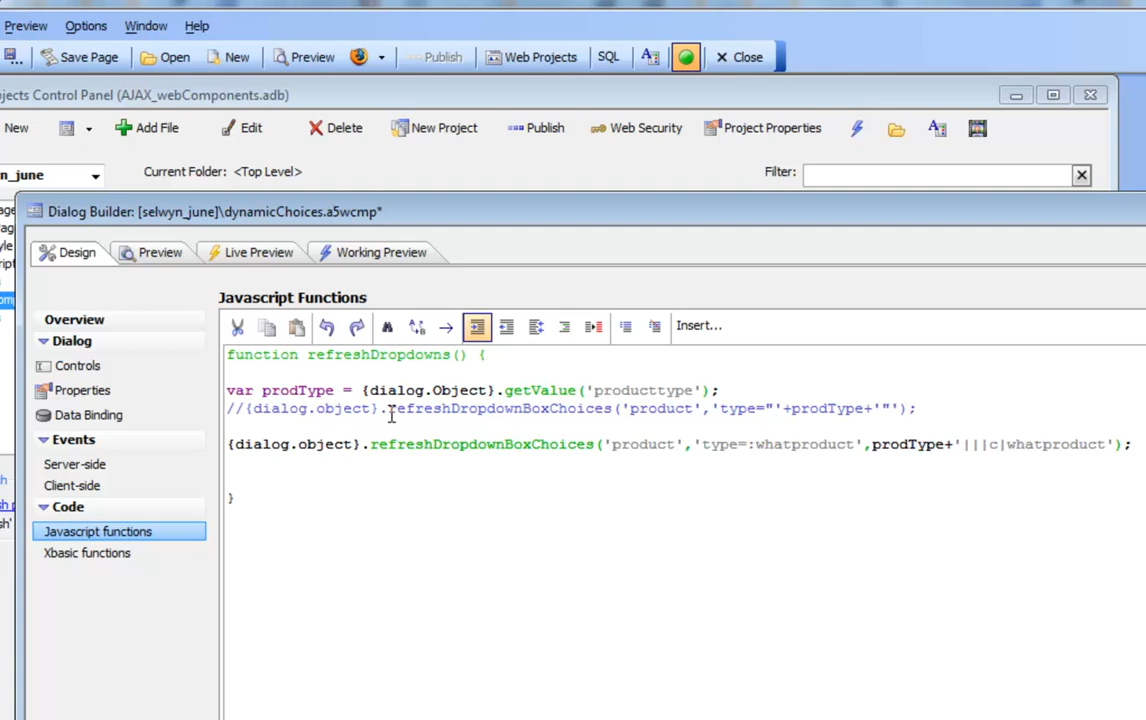 Preview Options Window Help
Save Page Open New Preview Publish Web Projects SQL Close
ojects Control Panel (AJAX_webComponents.adb)
New Add File Edit Delete New Project Publish Web Security Project Properties
n_june Current Folder: <Top Level> Filter:
Dialog Builder: [selwyn_june]\dynamicChoices.a5wcmp*
Design Preview Live Preview Working Preview
Javascript Functions
Overview
Dialog
Controls
Properties
Data Binding
Events
Server-side
Client-side
Code
Javascript functions
Xbasic functions
Insert...
function refreshDropdowns() {
var prodType = {dialog.Object}.getValue('producttype');
//{dialog.object}.refreshDropdownBoxChoices('product','type="'+prodType+'"');
{dialog.object}.refreshDropdownBoxChoices('product','type=:whatproduct',prodType+'|||c|whatproduct');
}